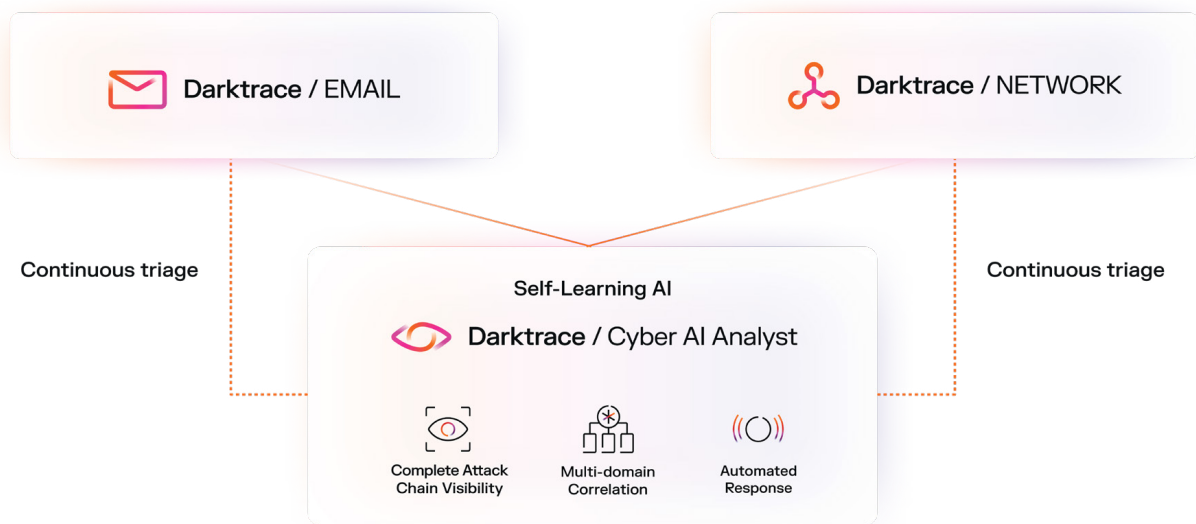 Darktrace / EMAIL
Darktrace / NETWORK
Continuous triage
Continuous triage
Self-Learning AI
Darktrace / Cyber AI Analyst
Complete Attack
Chain Visibility
Multi-domain
Correlation
Automated
Response